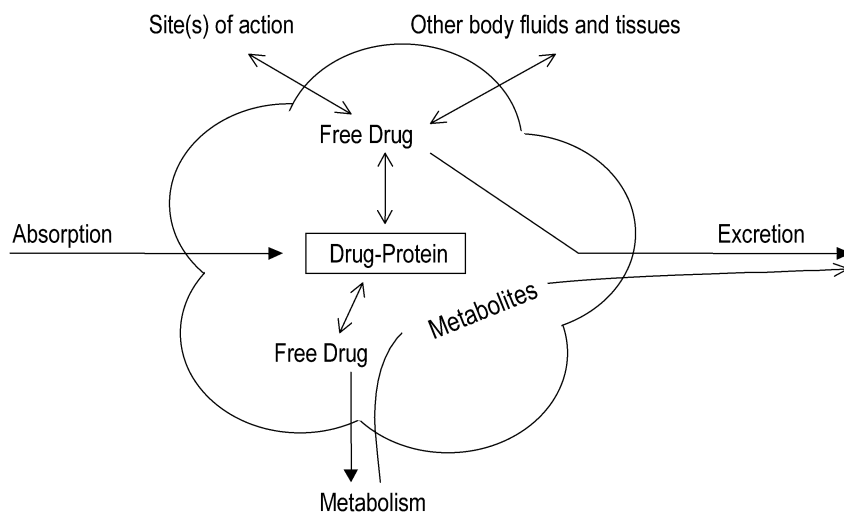 Site(s) of action
Other body fluids and tissues
Free Drug
Absorption
Drug-Protein
Excretion
Metabolites
Free Drug
Metabolism